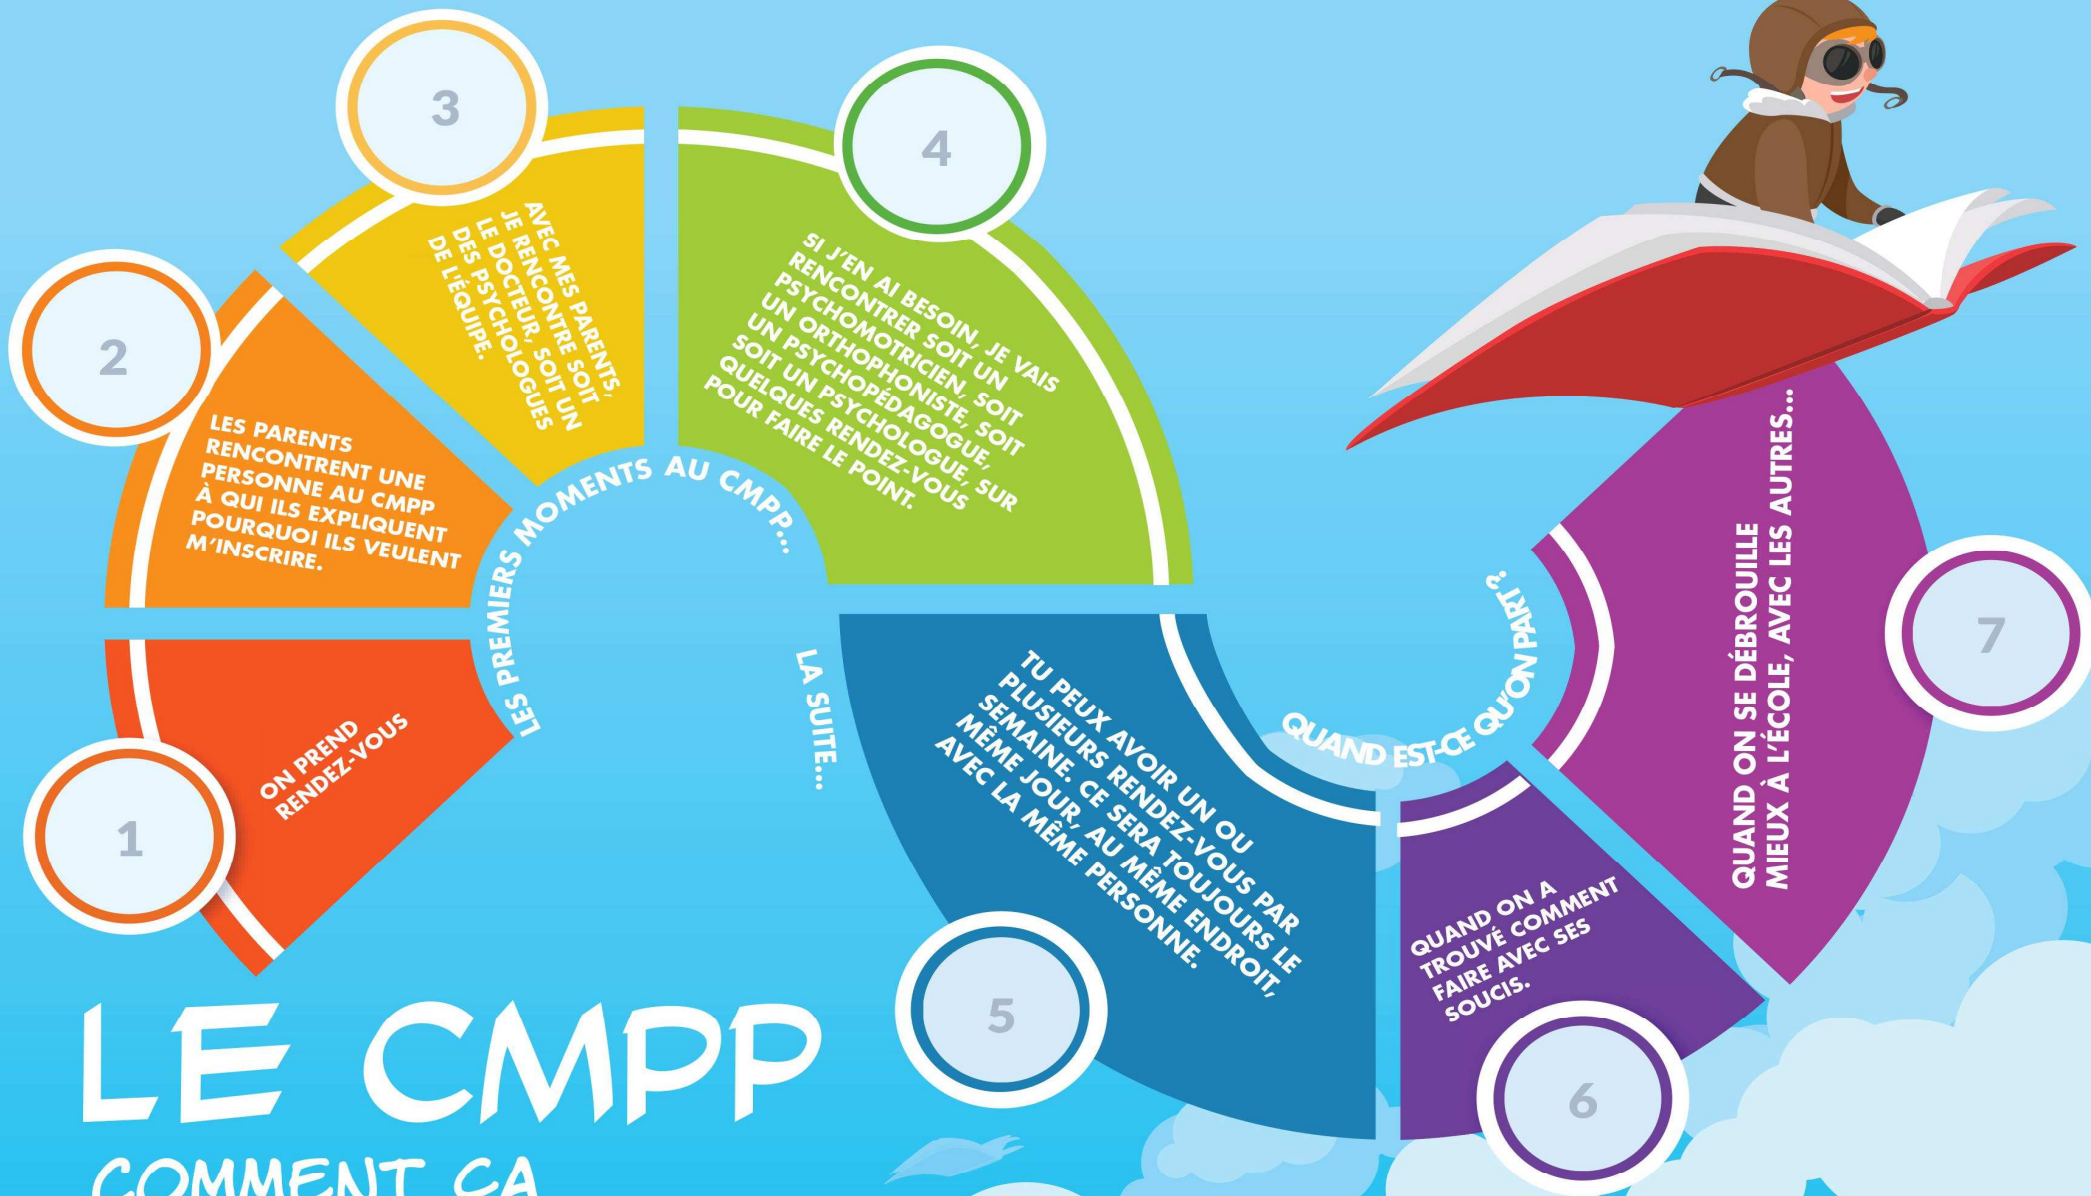 1
ON PREND
RENDEZ-VOUS
2
LES PARENTS
RENCONTRENT UNE
PERSONNE AU CMPP
À QUI ILS EXPLIQUENT
POURQUOI ILS VEULENT
M'INSCRIRE.
3
AVEC MES PARENTS,
JE RENCONTRE SOIT
LE DOCTEUR, SOIT UN
DES PSYCHOLOGUES
DE L'ÉQUIPE.
4
SI J'EN AI BESOIN, JE VAIS
RENCONTRER SOIT UN
PSYCHOMOTRICIEN, SOIT
UN ORTHOPHONISTE, SOIT
UN PSYCHOPÉDAGOGUE,
SOIT UN PSYCHOLOGUE, SUR
QUELQUES RENDEZ-VOUS
POUR FAIRE LE POINT.
LES PREMIERS MOMENTS AU CMPP...
LA SUITE...
5
TU PEUX AVOIR UN OU
PLUSIEURS RENDEZ-VOUS PAR
SEMAINE. CE SERA TOUJOURS LE
MÊME JOUR, AU MÊME ENDROIT,
AVEC LA MÊME PERSONNE.
QUAND EST-CE QU'ON PART ?
6
QUAND ON A
TROUVÉ COMMENT
FAIRE AVEC SES
SOUCIS.
7
QUAND ON SE DÉBROUILLE
MIEUX À L'ÉCOLE, AVEC LES AUTRES...
LE CMPP
COMMENT ÇA